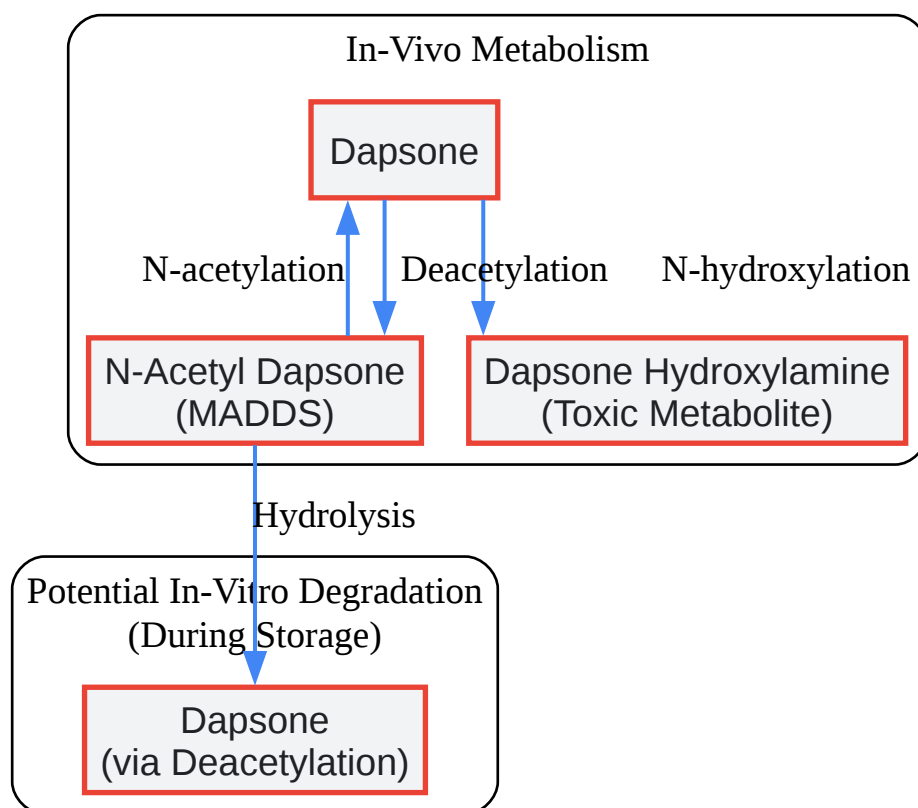 In-Vivo Metabolism
Dapsone
N-acetylation
Deacetylation
N-hydroxylation
N-Acetyl Dapsone
(MADDS)
Dapsone Hydroxylamine
(Toxic Metabolite)
Hydrolysis
Potential In-Vitro Degradation
(During Storage)
Dapsone
(via Deacetylation)